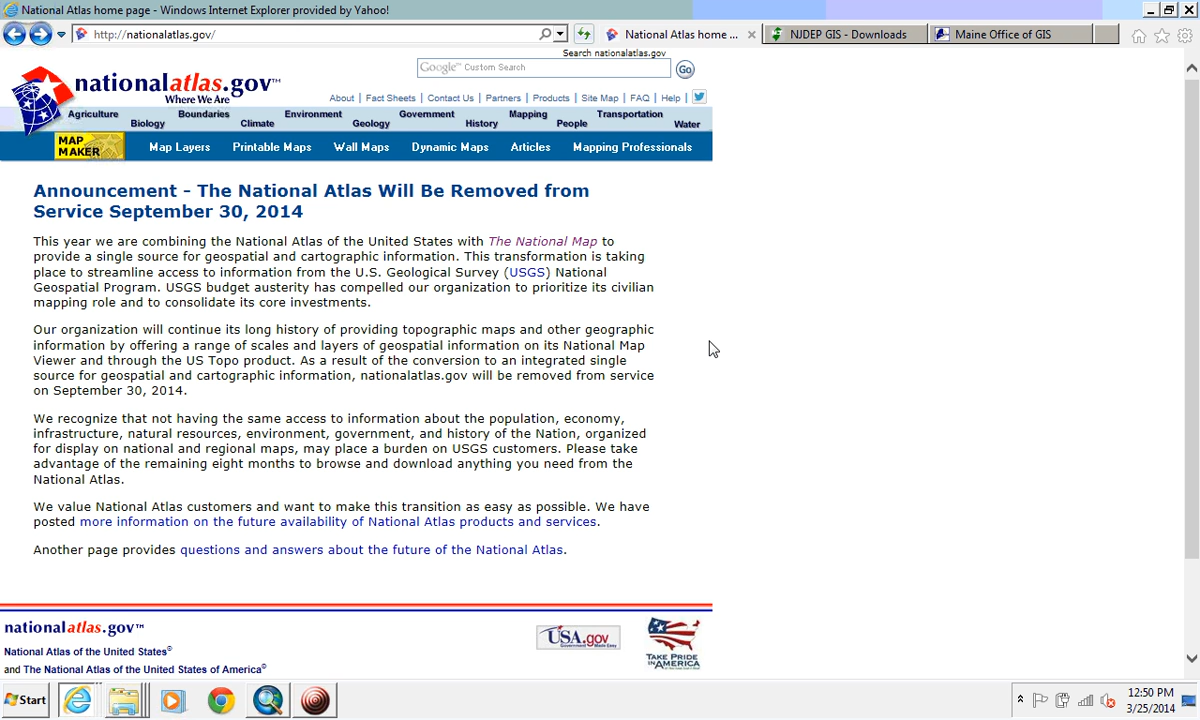 National Atlas home page - Windows Internet Explorer provided by Yahoo!
http://nationalatlas.gov/
National Atlas home ...
NJDEP GIS - Downloads
Maine Office of GIS
Search nationalatlas.gov
Google™ Custom Search
Go
nationalatlas.gov™
Where We Are
About | Fact Sheets | Contact Us | Partners | Products | Site Map | FAQ | Help |
Agriculture Boundaries Environment Government Mapping Transportation
Biology Climate Geology History People Water
MAP
MAKER
Map Layers Printable Maps Wall Maps Dynamic Maps Articles Mapping Professionals
Announcement - The National Atlas Will Be Removed from
Service September 30, 2014
This year we are combining the National Atlas of the United States with The National Map to
provide a single source for geospatial and cartographic information. This transformation is taking
place to streamline access to information from the U.S. Geological Survey (USGS) National
Geospatial Program. USGS budget austerity has compelled our organization to prioritize its civilian
mapping role and to consolidate its core investments.
Our organization will continue its long history of providing topographic maps and other geographic
information by offering a range of scales and layers of geospatial information on its National Map
Viewer and through the US Topo product. As a result of the conversion to an integrated single
source for geospatial and cartographic information, nationalatlas.gov will be removed from service
on September 30, 2014.
We recognize that not having the same access to information about the population, economy,
infrastructure, natural resources, environment, government, and history of the Nation, organized
for display on national and regional maps, may place a burden on USGS customers. Please take
advantage of the remaining eight months to browse and download anything you need from the
National Atlas.
We value National Atlas customers and want to make this transition as easy as possible. We have
posted more information on the future availability of National Atlas products and services.
Another page provides questions and answers about the future of the National Atlas.
nationalatlas.gov™
National Atlas of the United States©
and The National Atlas of the United States of America©
USA.gov
Government Made Easy
TAKE PRIDE
IN AMERICA
Start
12:50 PM
3/25/2014